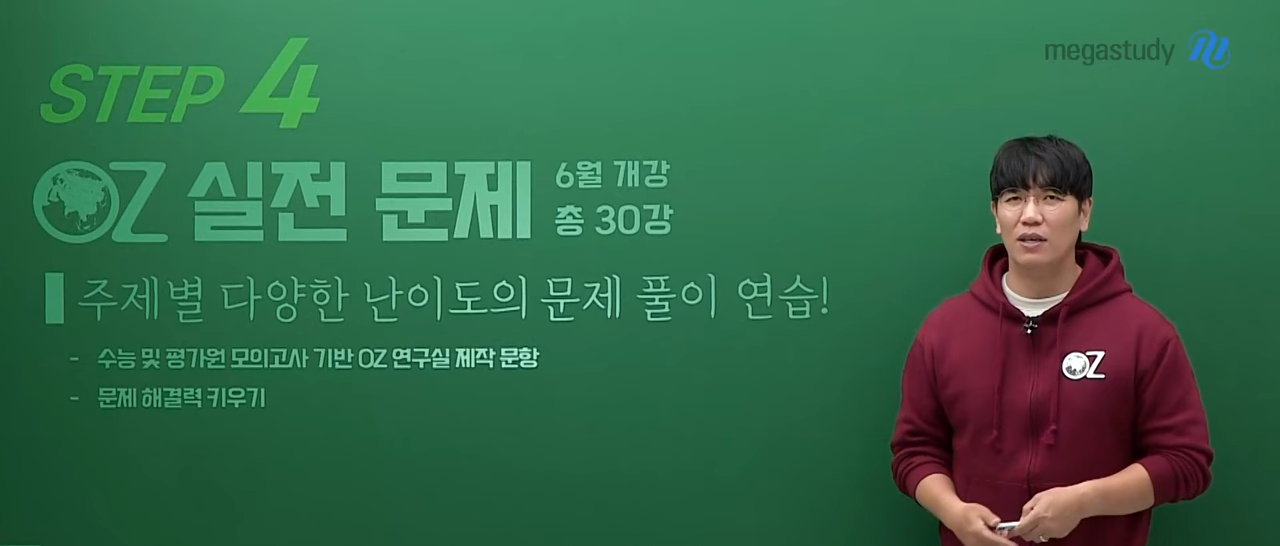 megastudy
STEP 4
OZ 실전 문제
6월 개강
총 30강
주제별 다양한 난이도의 문제 풀이 연습!
- 수능 및 평가원 모의고사 기반 OZ 연구실 제작 문항
- 문제 해결력 키우기
OZ